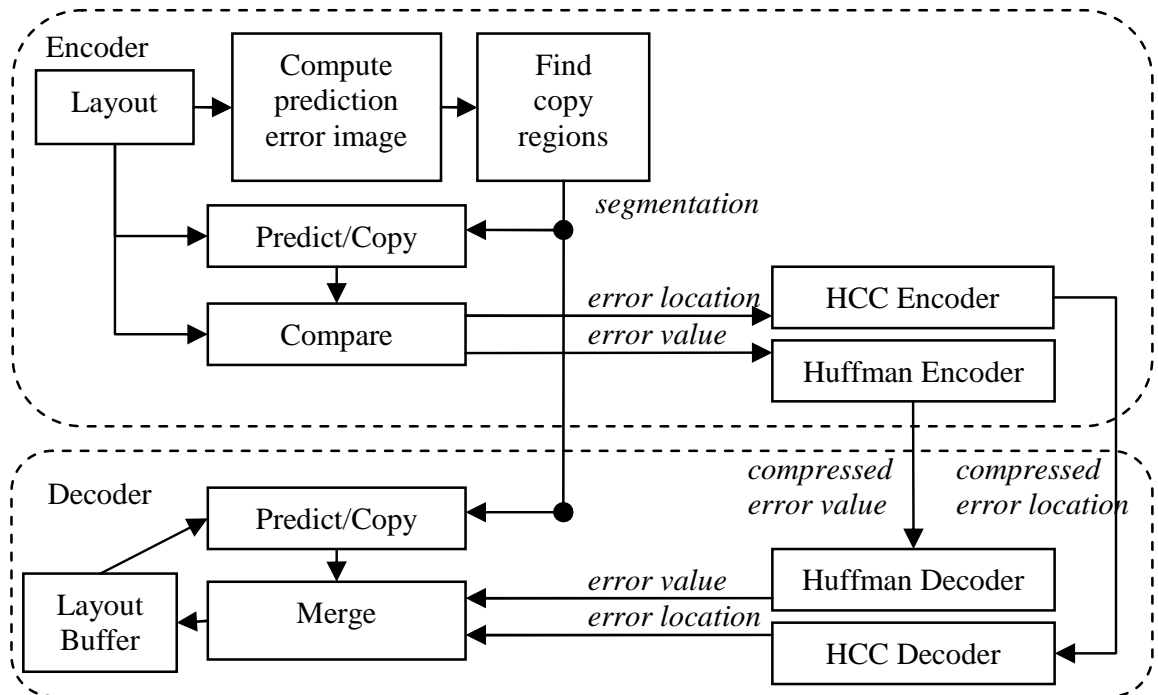 Encoder
Layout
Compute
prediction
error image
Find
copy
regions
segmentation
Predict/Copy
Compare
error location
error value
HCC Encoder
Huffman Encoder
compressed
error value
compressed
error location
Decoder
Predict/Copy
Layout
Buffer
Merge
error value
error location
Huffman Decoder
HCC Decoder